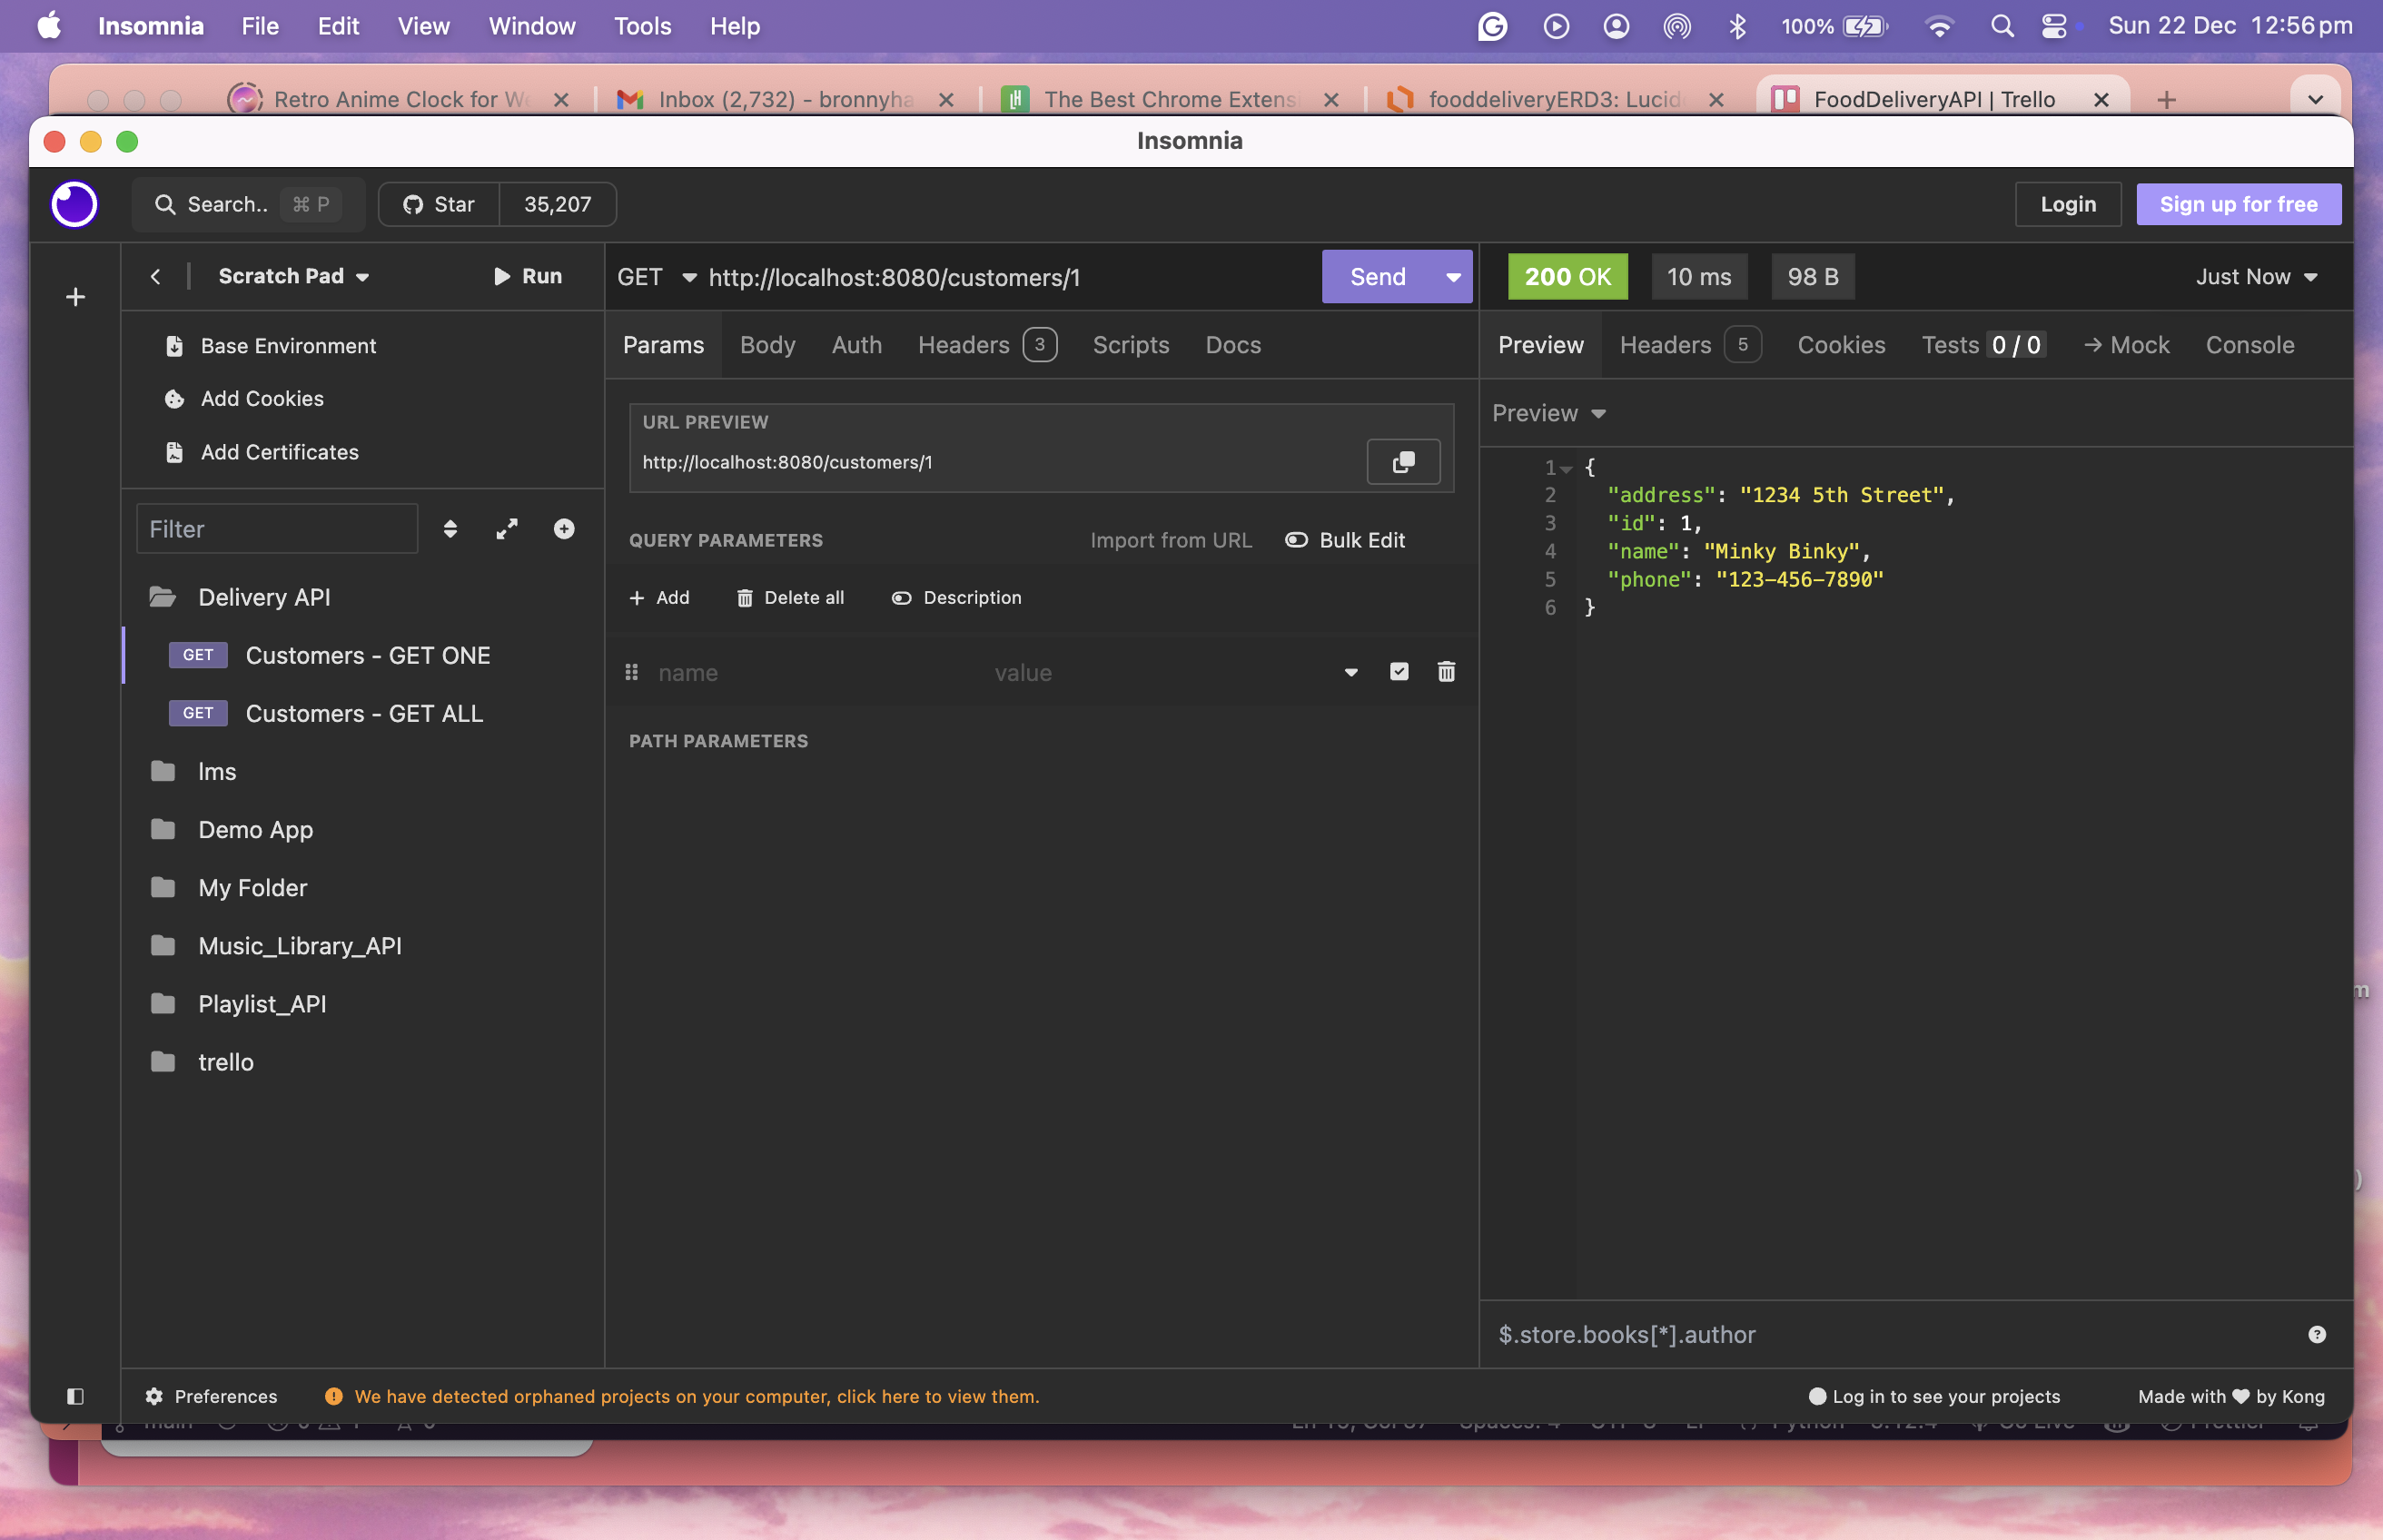 Insomnia File Edit View Window Tools Help 100% Sun 22 Dec 12:56 pm
Retro Anime Clock for We Inbox (2,732) - bronnyha The Best Chrome Extensi fooddeliveryERD3: Lucid FoodDeliveryAPI | Trello
Insomnia
Search.. ⌘ P Star 35,207 Login Sign up for free
Scratch Pad Run
Base Environment
Add Cookies
Add Certificates
Filter
Delivery API
GET Customers - GET ONE
GET Customers - GET ALL
lms
Demo App
My Folder
Music_Library_API
Playlist_API
trello
GET http://localhost:8080/customers/1 Send
Params Body Auth Headers 3 Scripts Docs
URL PREVIEW
http://localhost:8080/customers/1
QUERY PARAMETERS Import from URL Bulk Edit
+ Add Delete all Description
name value
PATH PARAMETERS
200 OK 10 ms 98 B Just Now
Preview Headers 5 Cookies Tests 0 / 0 → Mock Console
Preview
1 {
2 "address": "1234 5th Street",
3 "id": 1,
4 "name": "Minky Binky",
5 "phone": "123-456-7890"
6 }
$.store.books[*].author
Preferences We have detected orphaned projects on your computer, click here to view them. Log in to see your projects Made with ♥ by Kong